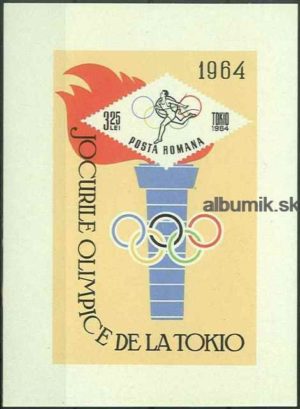 1964
3.25
LEI
TOKIO
1964
POSTA ROMANA
albumik.sk
JOCURILE OLIMPICE DE LA TOKIO